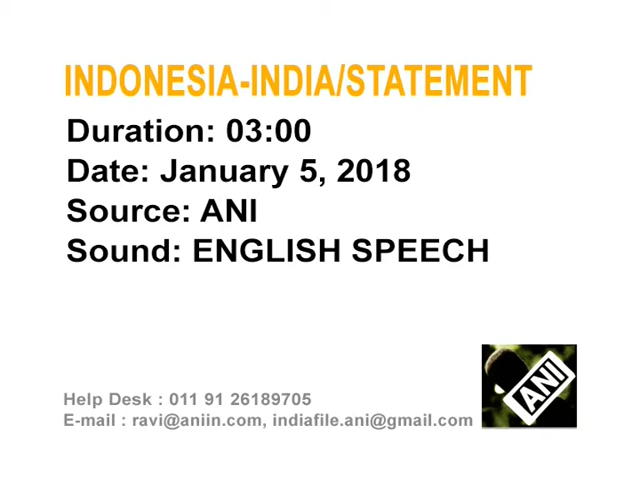 INDONESIA-INDIA/STATEMENT
Duration: 03:00
Date: January 5, 2018
Source: ANI
Sound: ENGLISH SPEECH
Help Desk : 011 91 26189705
E-mail : ravi@aniin.com, indiafile.ani@gmail.com
ANI